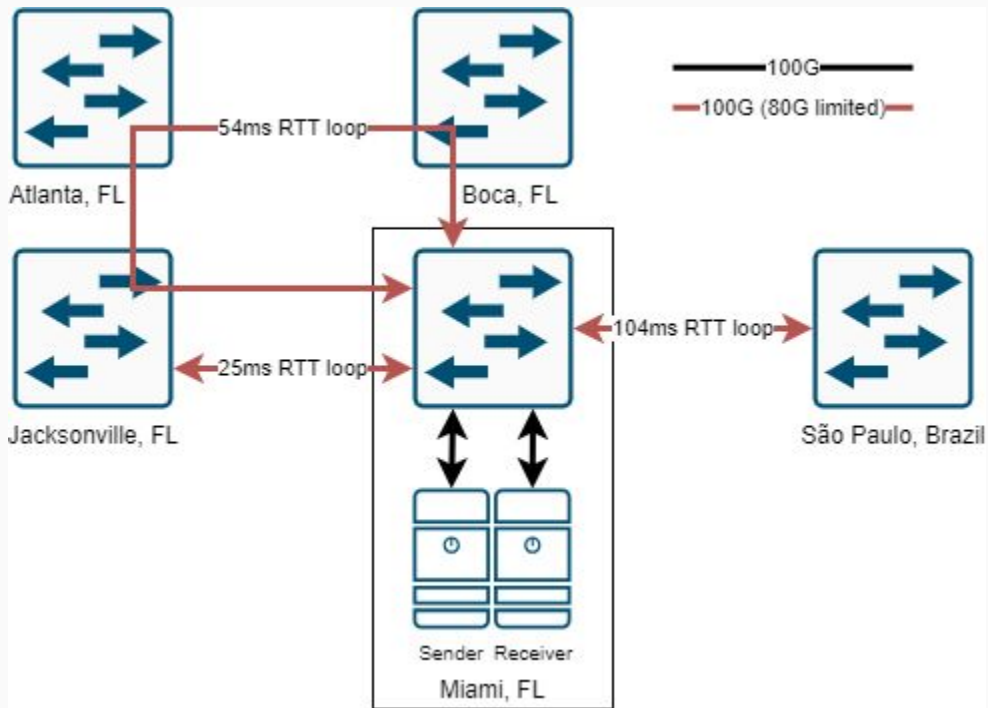 100G
100G (80G limited)
54ms RTT loop
Atlanta, FL
Boca, FL
104ms RTT loop
25ms RTT loop
Jacksonville, FL
São Paulo, Brazil
Sender Receiver
Miami, FL